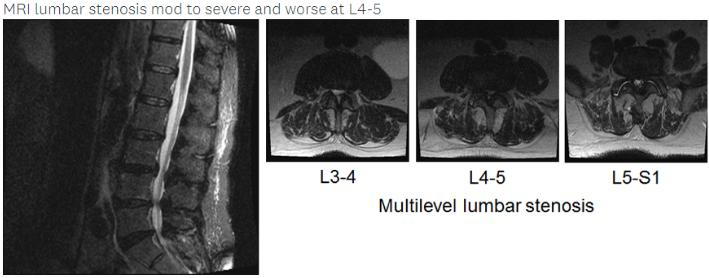 MRI lumbar stenosis mod to severe and worse at L4-5
L3-4
L4-5
L5-S1
Multilevel lumbar stenosis